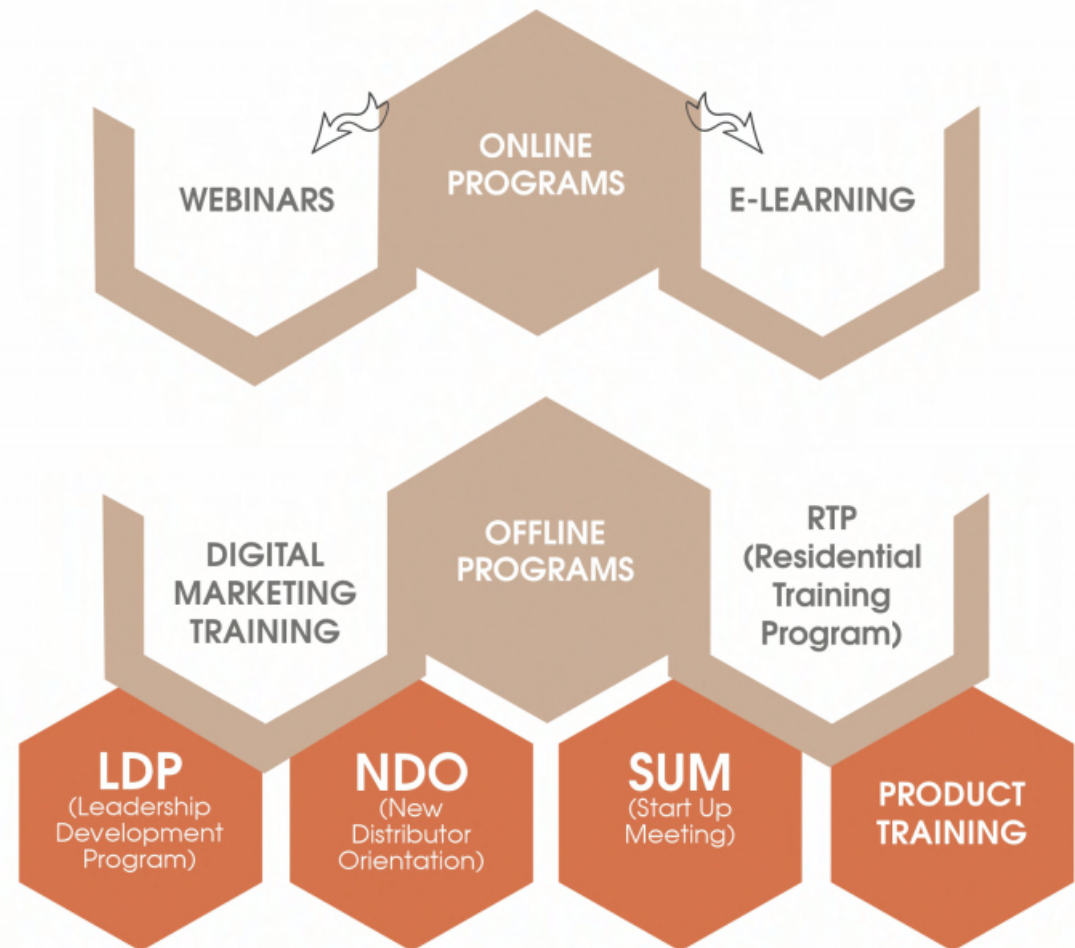 ONLINE
PROGRAMS
WEBINARS
E-LEARNING
OFFLINE
PROGRAMS
DIGITAL
MARKETING
TRAINING
RTP
(Residential
Training
Program)
LDP
(Leadership
Development
Program)
NDO
(New
Distributor
Orientation)
SUM
(Start Up
Meeting)
PRODUCT
TRAINING